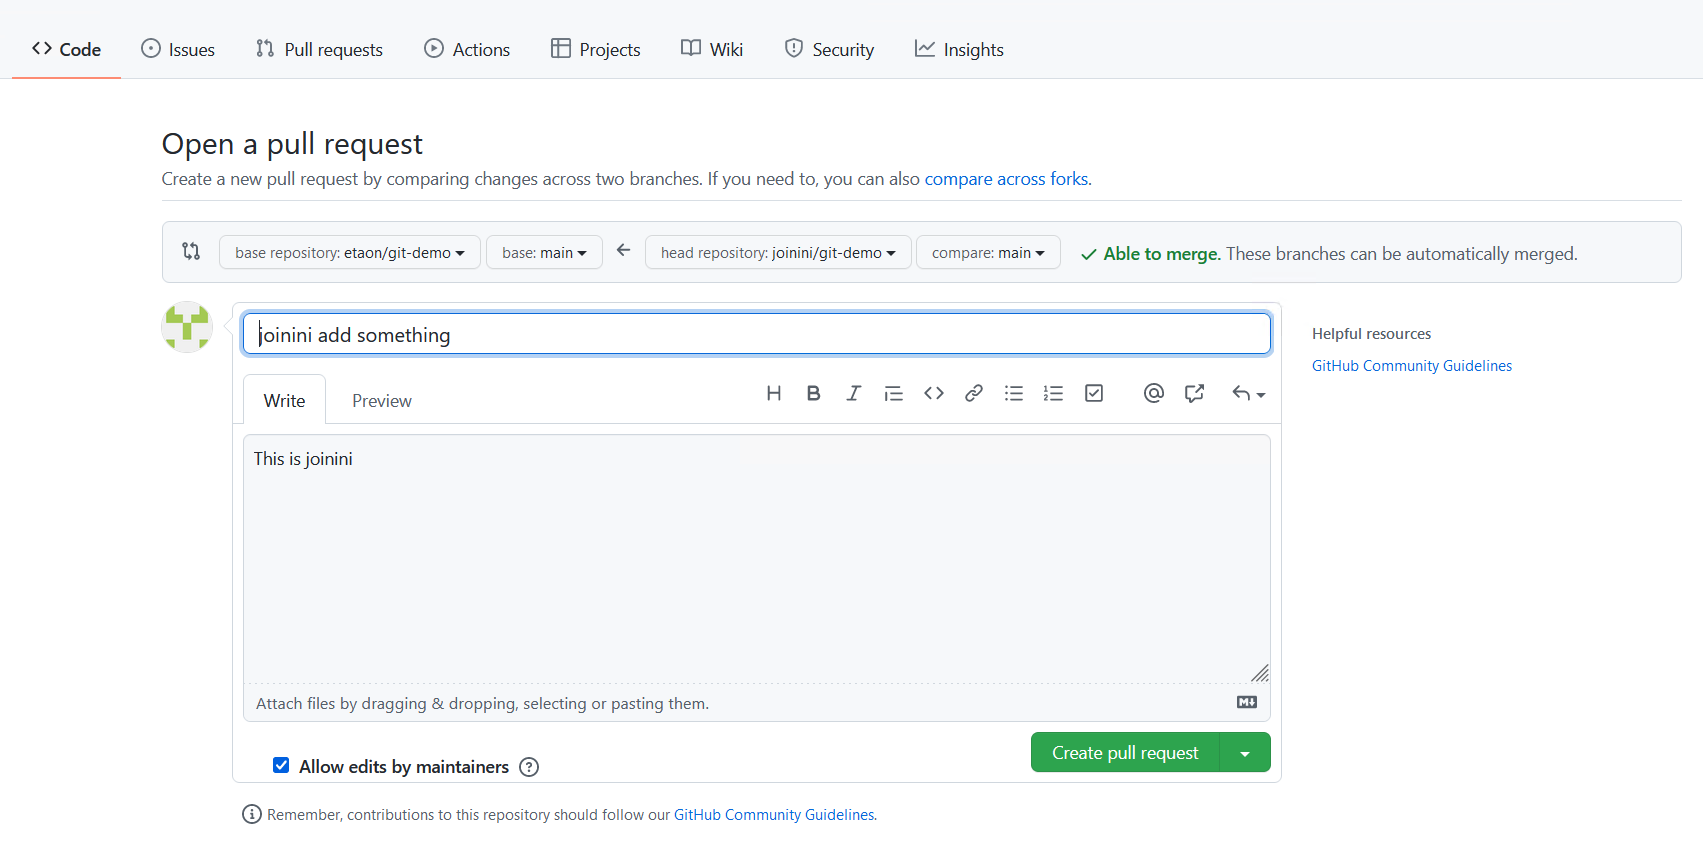 Code Issues Pull requests Actions Projects Wiki Security Insights
Open a pull request
Create a new pull request by comparing changes across two branches. If you need to, you can also compare across forks.
base repository: etaon/git-demo base: main head repository: joinini/git-demo compare: main Able to merge. These branches can be automatically merged.
joinini add something
Helpful resources
GitHub Community Guidelines
Write Preview
This is joinini
Attach files by dragging & dropping, selecting or pasting them.
Create pull request
Allow edits by maintainers
Remember, contributions to this repository should follow our GitHub Community Guidelines.